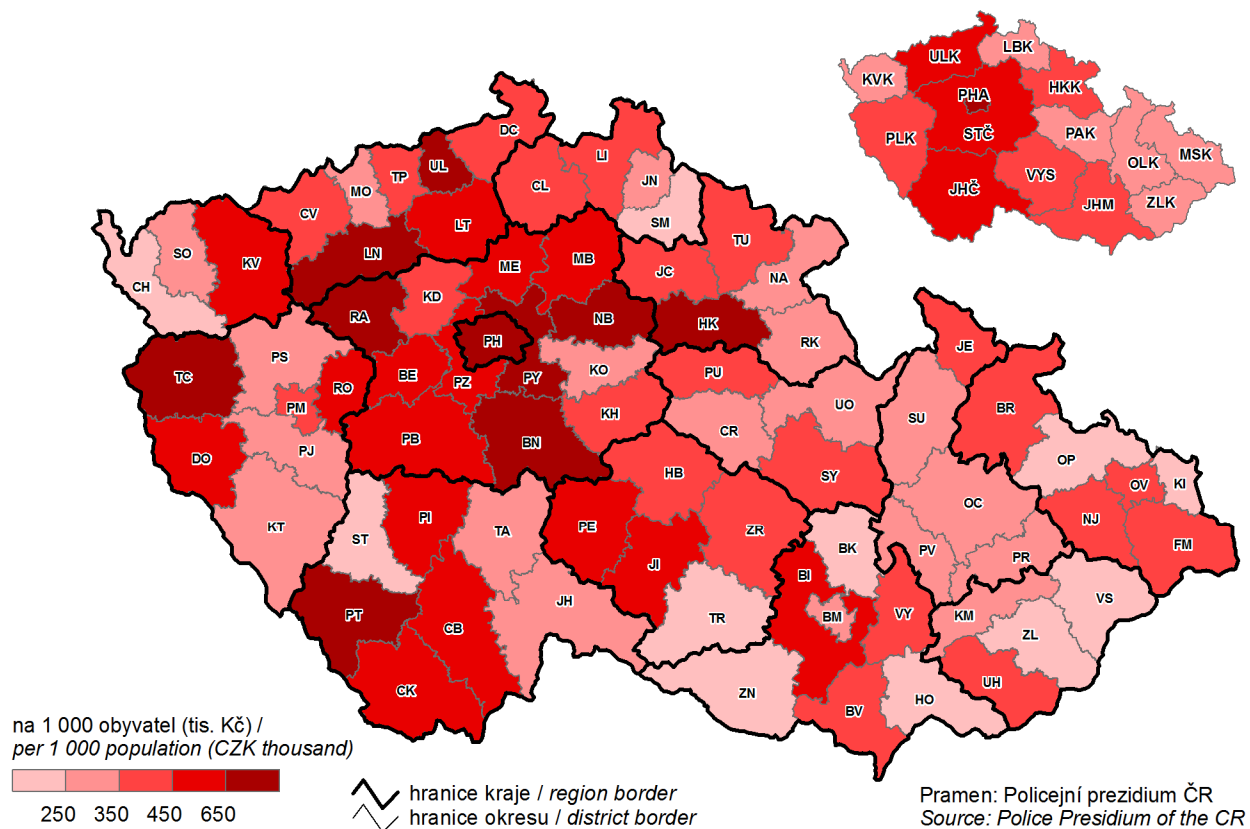 ULK
LBK
KVK
PHA
HKK
PLK
STČ
PAK
OLK
MSK
JHČ
VYS
JHM
ZLK
DC
UL
LI
TP
MO
CL
JN
CV
LT
SM
SO
KV
LN
TU
CH
ME
MB
JC
NA
RA
KD
NB
HK
PH
RK
JE
PS
TC
RO
BE
PZ
PY
KO
PU
PM
KH
UO
SU
BR
PB
BN
CR
DO
PJ
OP
HB
SY
OV
KI
KT
PI
TA
PE
ZR
OC
NJ
ST
JI
BK
PV
PR
FM
BI
PT
JH
TR
BM
VY
KM
VS
CB
ZL
CK
ZN
BV
HO
UH
na 1 000 obyvatel (tis. Kč) /
per 1 000 population (CZK thousand)
250 350 450 650
hranice kraje / region border
hranice okresu / district border
Pramen: Policejní prezidium ČR
Source: Police Presidium of the CR